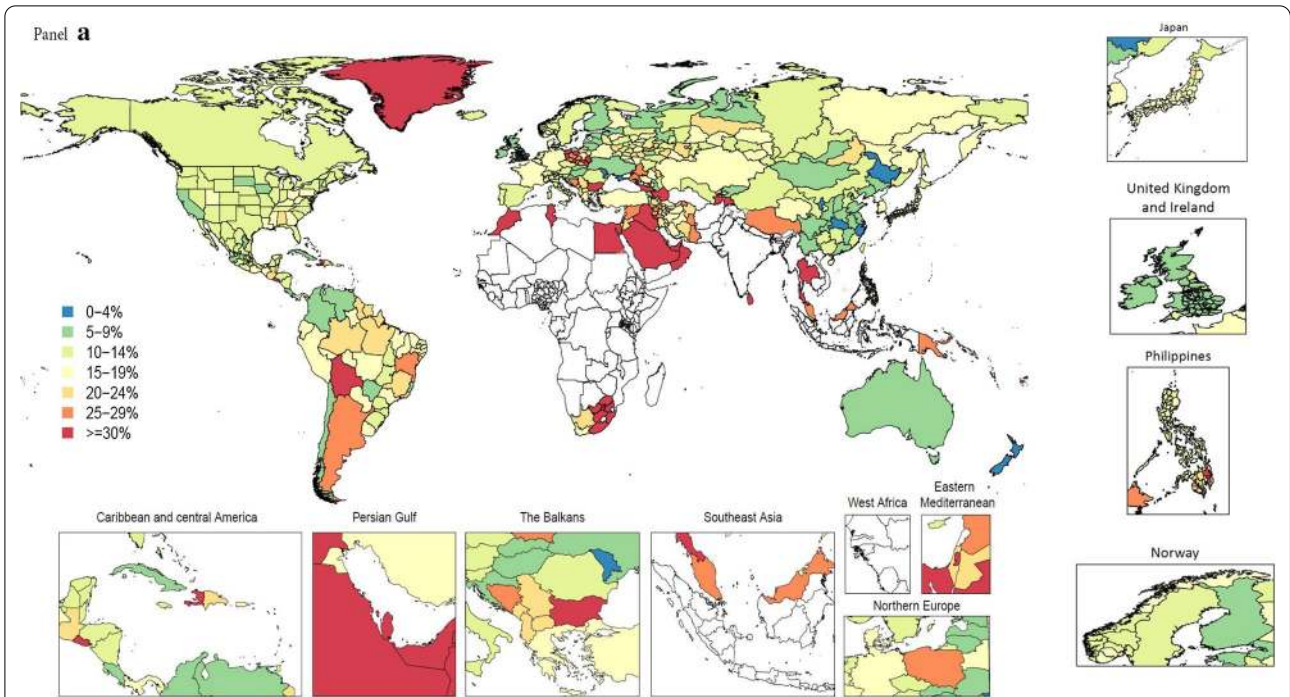 Panel a
Japan
United Kingdom
and Ireland
Philippines
Norway
0–4%
5–9%
10–14%
15–19%
20–24%
25–29%
>=30%
Caribbean and central America
Persian Gulf
The Balkans
Southeast Asia
West Africa
Eastern
Mediterranean
Northern Europe